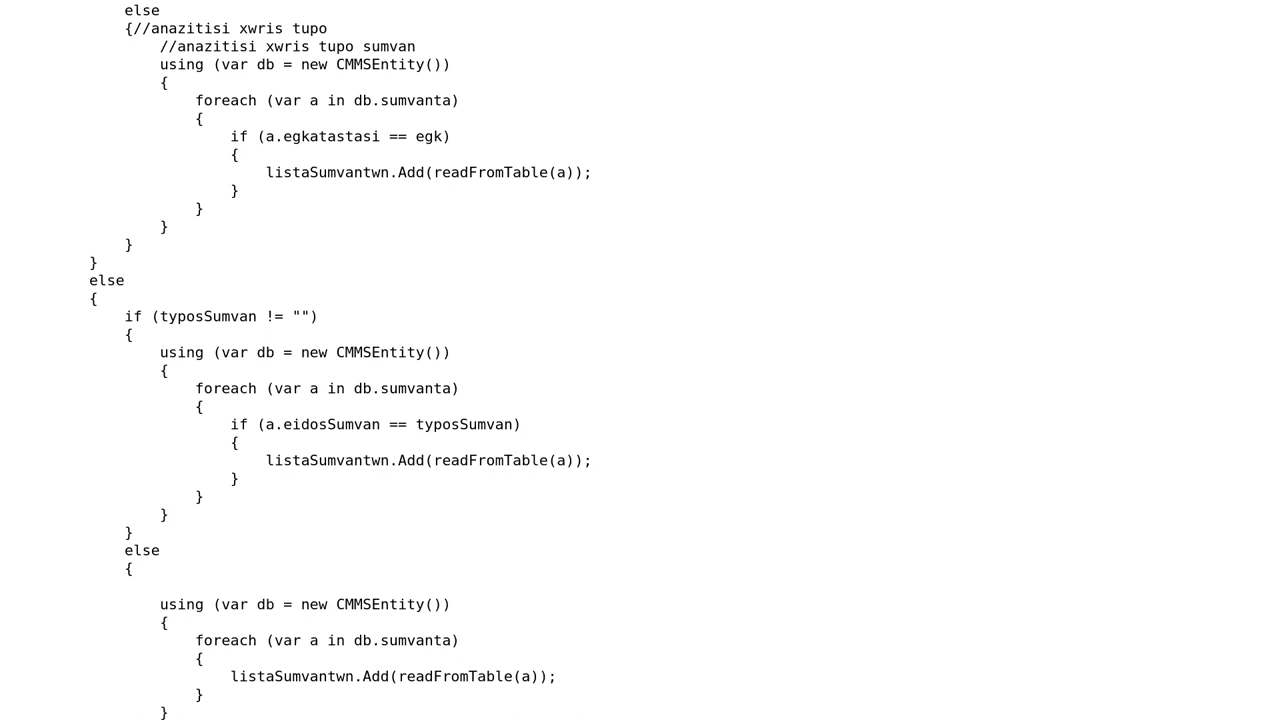 else
{//anazitisi xwris tupo
//anazitisi xwris tupo sumvan
using (var db = new CMMSEntity())
{
foreach (var a in db.sumvanta)
{
if (a.egkatastasi == egk)
{
listaSumvantwn.Add(readFromTable(a));
}
}
}
}
}
else
{
if (typosSumvan != "")
{
using (var db = new CMMSEntity())
{
foreach (var a in db.sumvanta)
{
if (a.eidosSumvan == typosSumvan)
{
listaSumvantwn.Add(readFromTable(a));
}
}
}
}
else
{
using (var db = new CMMSEntity())
{
foreach (var a in db.sumvanta)
{
listaSumvantwn.Add(readFromTable(a));
}
}